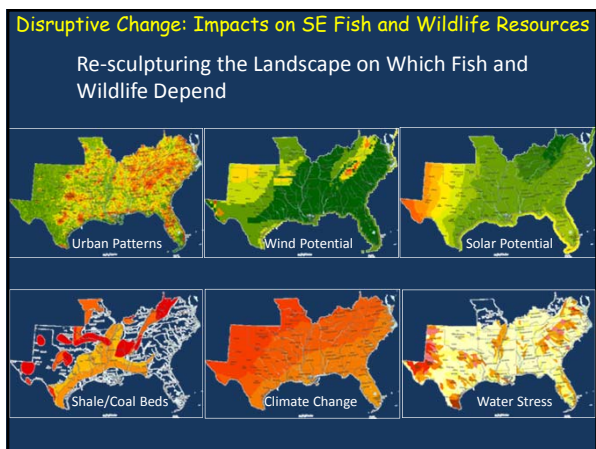 Disruptive Change: Impacts on SE Fish and Wildlife Resources
Re-sculpturing the Landscape on Which Fish and
Wildlife Depend
Urban Patterns
Wind Potential
Solar Potential
Shale/Coal Beds
Climate Change
Water Stress